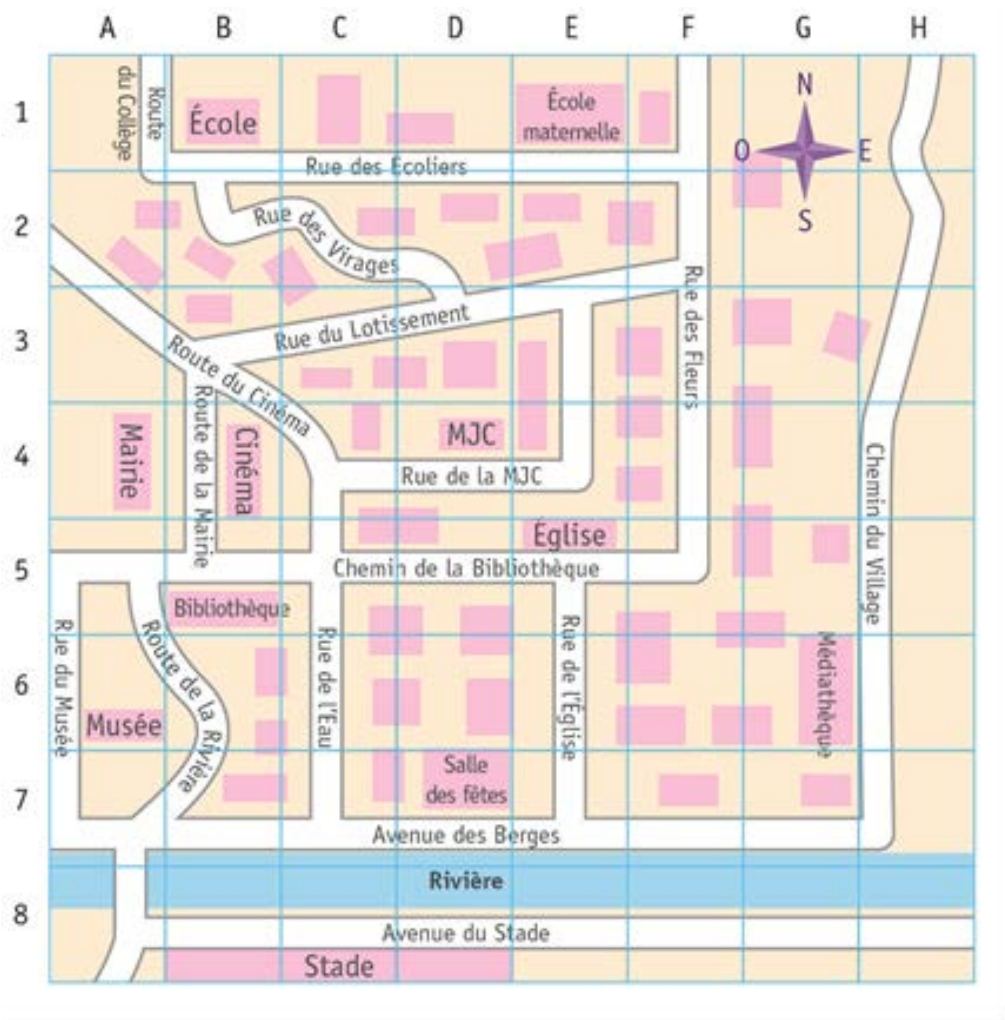 A B C D E F G H
1
2
3
4
5
6
7
8
Route
du Collège
École
École
maternelle
N
O
E
S
Rue des Écoliers
Rue des Virages
Rue du Lotissement
Route du Cinéma
Rue des Fleurs
Mairie
Route de la Mairie
Cinéma
MJC
Rue de la MJC
Église
Chemin du Village
Chemin de la Bibliothèque
Bibliothèque
Rue du Musée
Route de la Rivière
Musée
Rue de l'Eau
Rue de l'Église
Médiathèque
Salle
des fêtes
Avenue des Berges
Rivière
Avenue du Stade
Stade